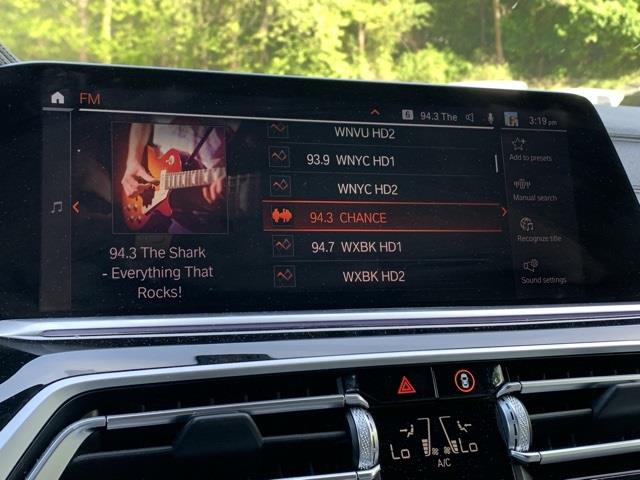 FM
6 94.3 The
3:19 pm
WNVU HD2
93.9 WNYC HD1
WNYC HD2
94.3 CHANCE
94.7 WXBK HD1
WXBK HD2
94.3 The Shark
- Everything That
Rocks!
Add to presets
Manual search
Recognize title
Sound settings
Lo
Lo
A/C